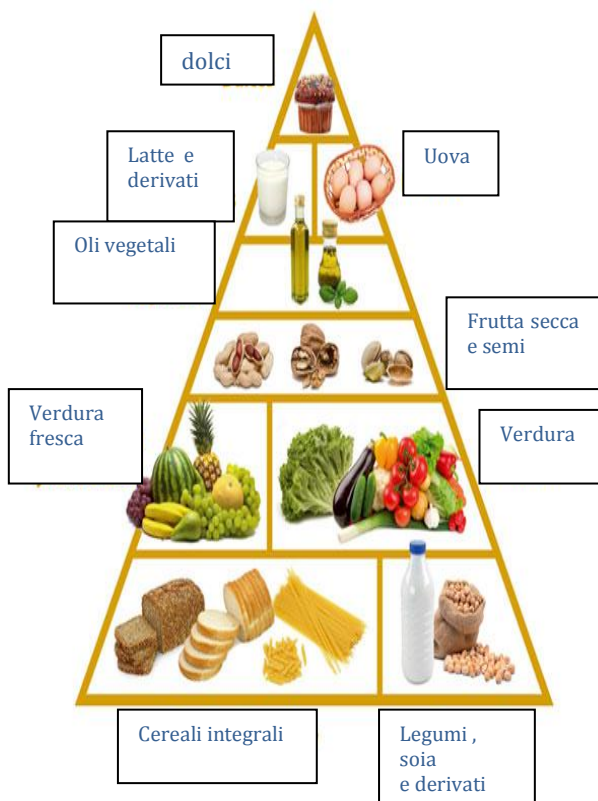 dolci
Latte e
derivati
Uova
Oli vegetali
Frutta secca
e semi
Verdura
fresca
Verdura
Cereali integrali
Legumi ,
soia
e derivati